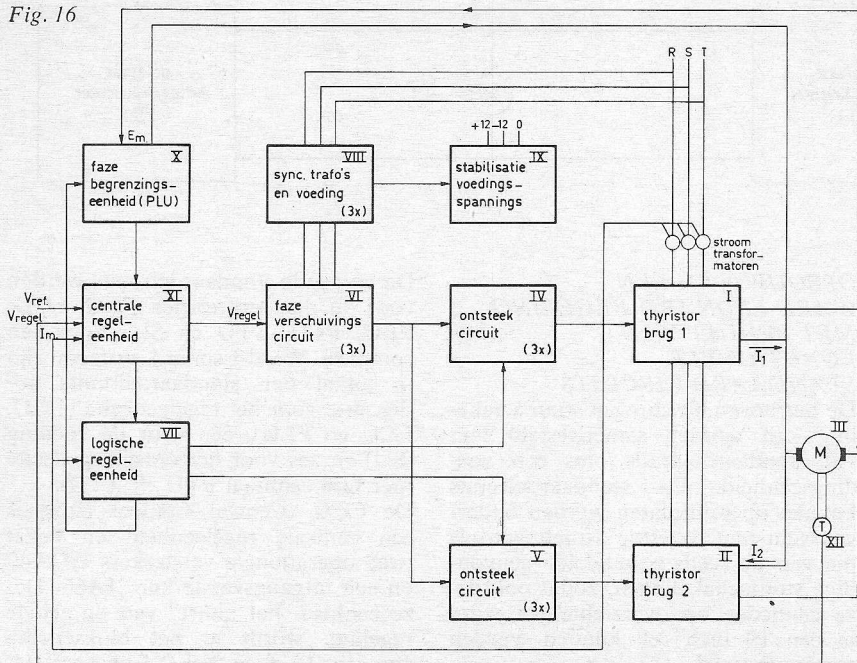 Fig. 16
R S T
+12 -12 0
Em.
X
faze
begrenzings-
eenheid (PLU)
VIII
sync. trafo's
en voeding
(3x)
IX
stabilisatie
voedings-
spannings
stroom
transfor-
matoren
Vref.
Vregel
Im.
XI
centrale
regel-
eenheid
Vregel
VI
faze
verschuivings
circuit
(3x)
IV
ontsteek
circuit
(3x)
I
thyristor
brug 1
I1
VII
logische
regel-
eenheid
III
M
T
XII
V
ontsteek
circuit
(3x)
II
thyristor
brug 2
I2